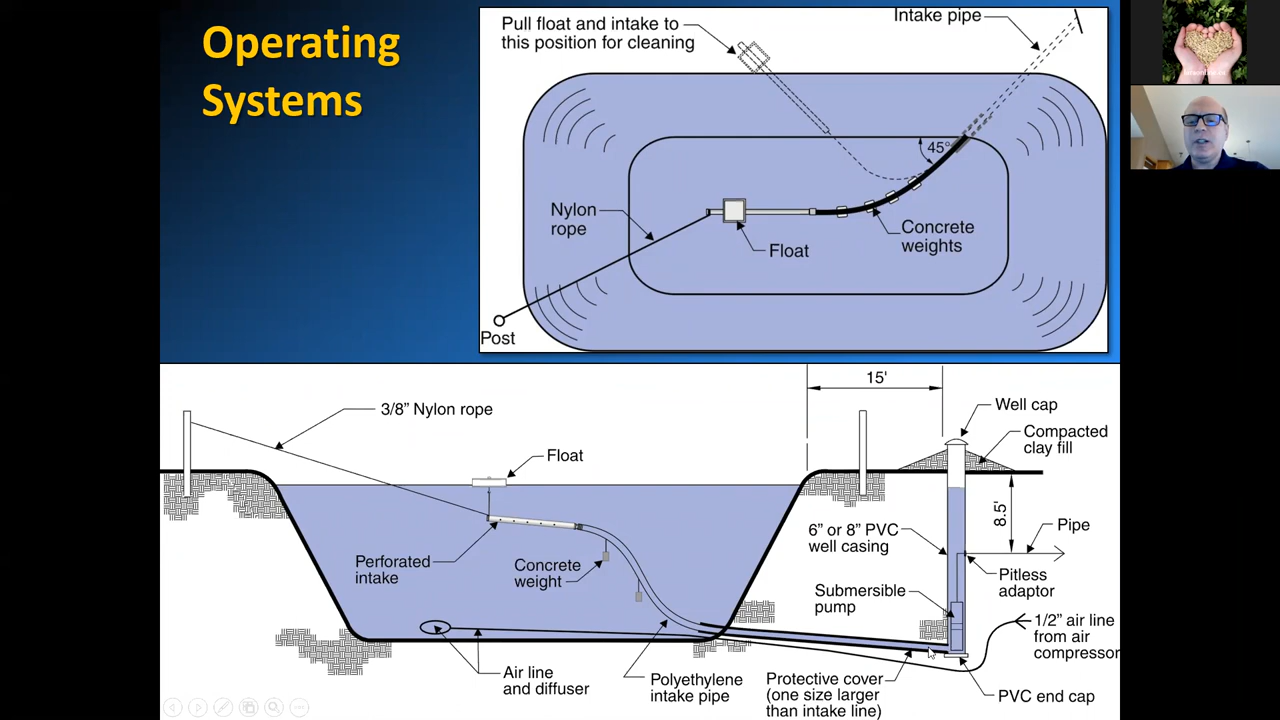 Operating
Systems
Pull float and intake to
this position for cleaning
Intake pipe
45°
Nylon
rope
Concrete
weights
Float
Post
15'
3/8” Nylon rope
Well cap
Compacted
clay fill
Float
8.5'
Pipe
6” or 8” PVC
well casing
Perforated
intake
Concrete
weight
Pitless
adaptor
Submersible
pump
1/2” air line
from air
compressor
Air line
and diffuser
Polyethylene
intake pipe
Protective cover
(one size larger
than intake line)
PVC end cap